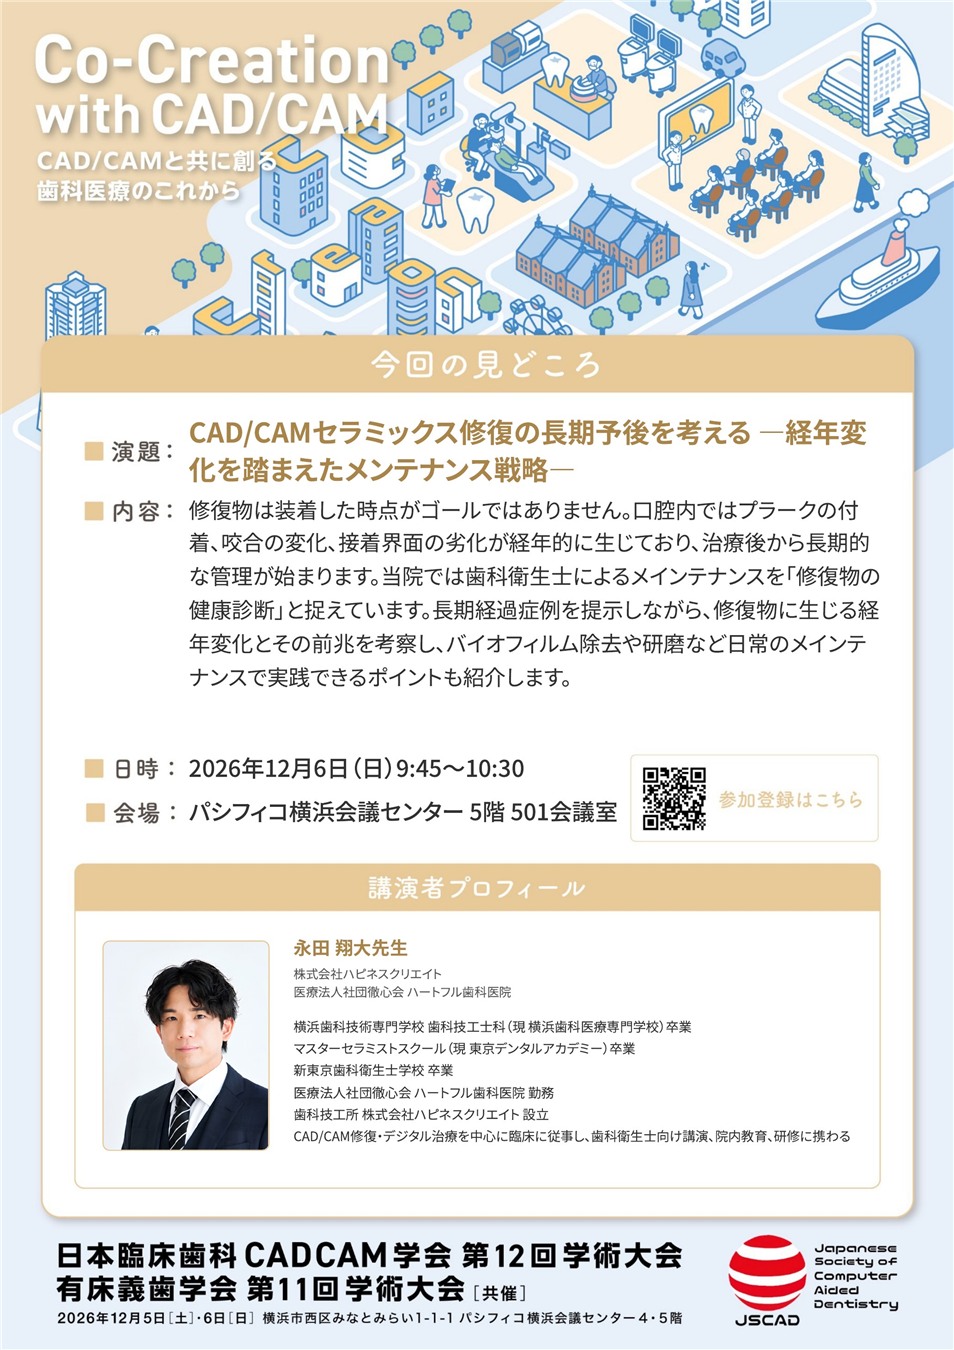 Co-Creation
with CAD/CAM
CAD/CAMと共に創る
歯科医療のこれから
今回の見どころ
演題： CAD/CAMセラミックス修復の長期予後を考える ―経年変
化を踏まえたメンテナンス戦略―
内容： 修復物は装着した時点がゴールではありません。口腔内ではプラークの付
着、咬合の変化、接着界面の劣化が経年的に生じており、治療後から長期的
な管理が始まります。当院では歯科衛生士によるメインテナンスを「修復物の
健康診断」と捉えています。長期経過症例を提示しながら、修復物に生じる経
年変化とその前兆を考察し、バイオフィルム除去や研磨など日常のメインテ
ナンスで実践できるポイントも紹介します。
日時： 2026年12月6日（日）9:45～10:30
会場： パシフィコ横浜会議センター 5階 501会議室
参加登録はこちら
講演者プロフィール
永田 翔大先生
株式会社ハピネスクリエイト
医療法人社団徹心会 ハートフル歯科医院
横浜歯科技術専門学校 歯科技工士科（現 横浜歯科医療専門学校）卒業
マスターセラミストスクール（現 東京デンタルアカデミー）卒業
新東京歯科衛生士学校 卒業
医療法人社団徹心会 ハートフル歯科医院 勤務
歯科技工所 株式会社ハピネスクリエイト 設立
CAD/CAM修復・デジタル治療を中心に臨床に従事し、歯科衛生士向け講演、院内教育、研修に携わる
日本臨床歯科CADCAM学会 第12回学術大会
有床義歯学会 第11回学術大会［共催］
2026年12月5日［土］・6日［日］ 横浜市西区みなとみらい1-1-1 パシフィコ横浜会議センター4・5階
JSCAD
Japanese
Society of
Computer
Aided
Dentistry